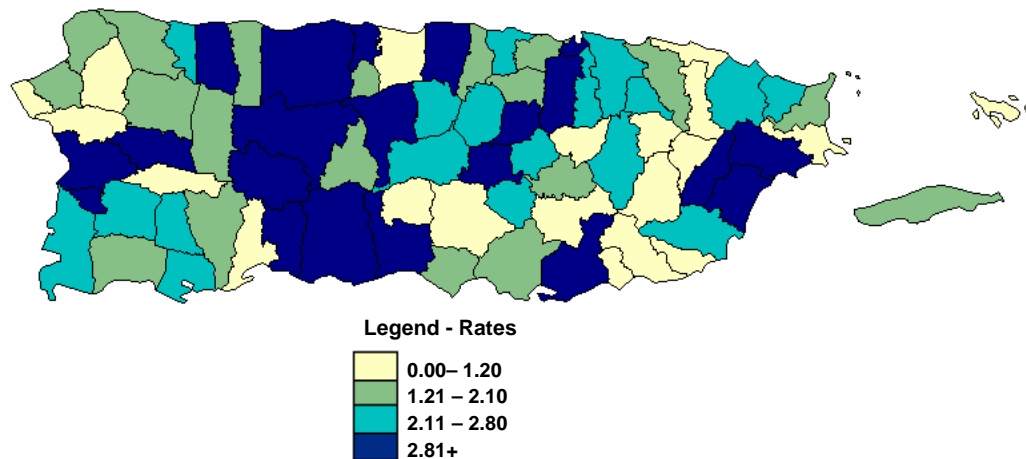 Legend - Rates
0.00– 1.20
1.21 – 2.10
2.11 – 2.80
2.81+